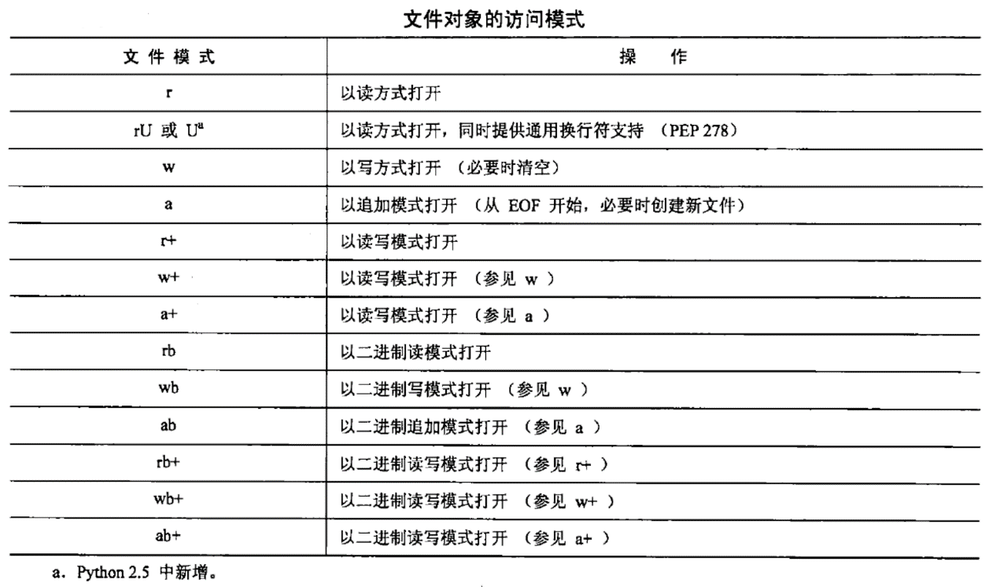 文件对象的访问模式
文 件 模 式 操 作
r 以读方式打开
rU 或 Uª 以读方式打开，同时提供通用换行符支持 （PEP 278）
w 以写方式打开 （必要时清空）
a 以追加模式打开 （从 EOF 开始，必要时创建新文件）
r+ 以读写模式打开
w+ 以读写模式打开 （参见 w ）
a+ 以读写模式打开 （参见 a ）
rb 以二进制读模式打开
wb 以二进制写模式打开 （参见 w ）
ab 以二进制追加模式打开 （参见 a ）
rb+ 以二进制读写模式打开 （参见 r+ ）
wb+ 以二进制读写模式打开 （参见 w+ ）
ab+ 以二进制读写模式打开 （参见 a+ ）
a．Python 2.5 中新增。